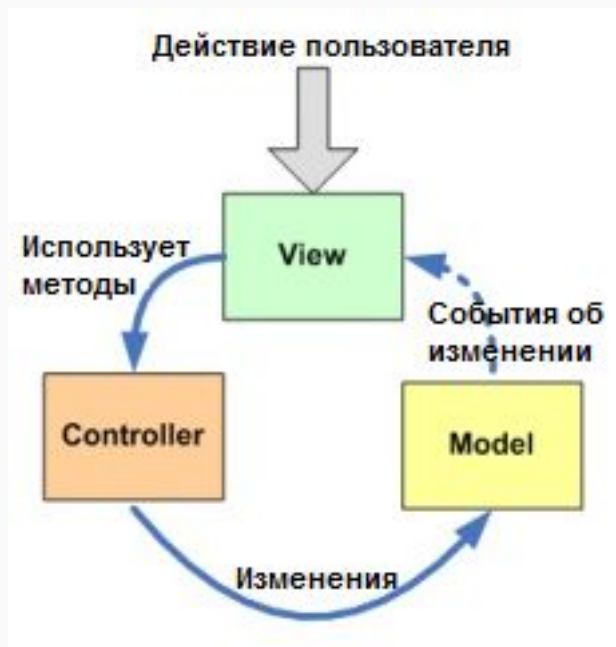 Действие пользователя
View
Использует
методы
События об
изменении
Controller
Model
Изменения